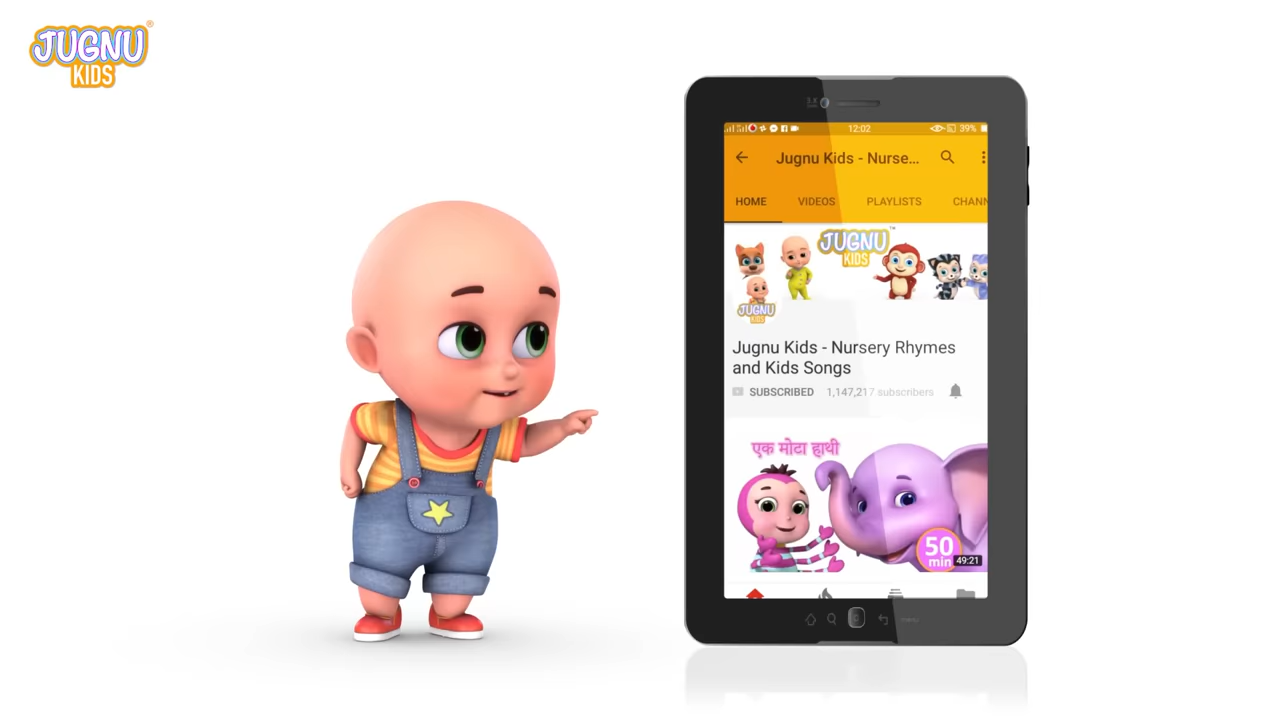 JUGNU
KIDS
12:02
39%
Jugnu Kids - Nurse...
HOME
VIDEOS
PLAYLISTS
CHANN
JUGNU
KIDS
JUGNU
KIDS
Jugnu Kids - Nursery Rhymes
and Kids Songs
SUBSCRIBED
1,147,217 subscribers
एक मोटा हाथी
50
min
49:21
menu